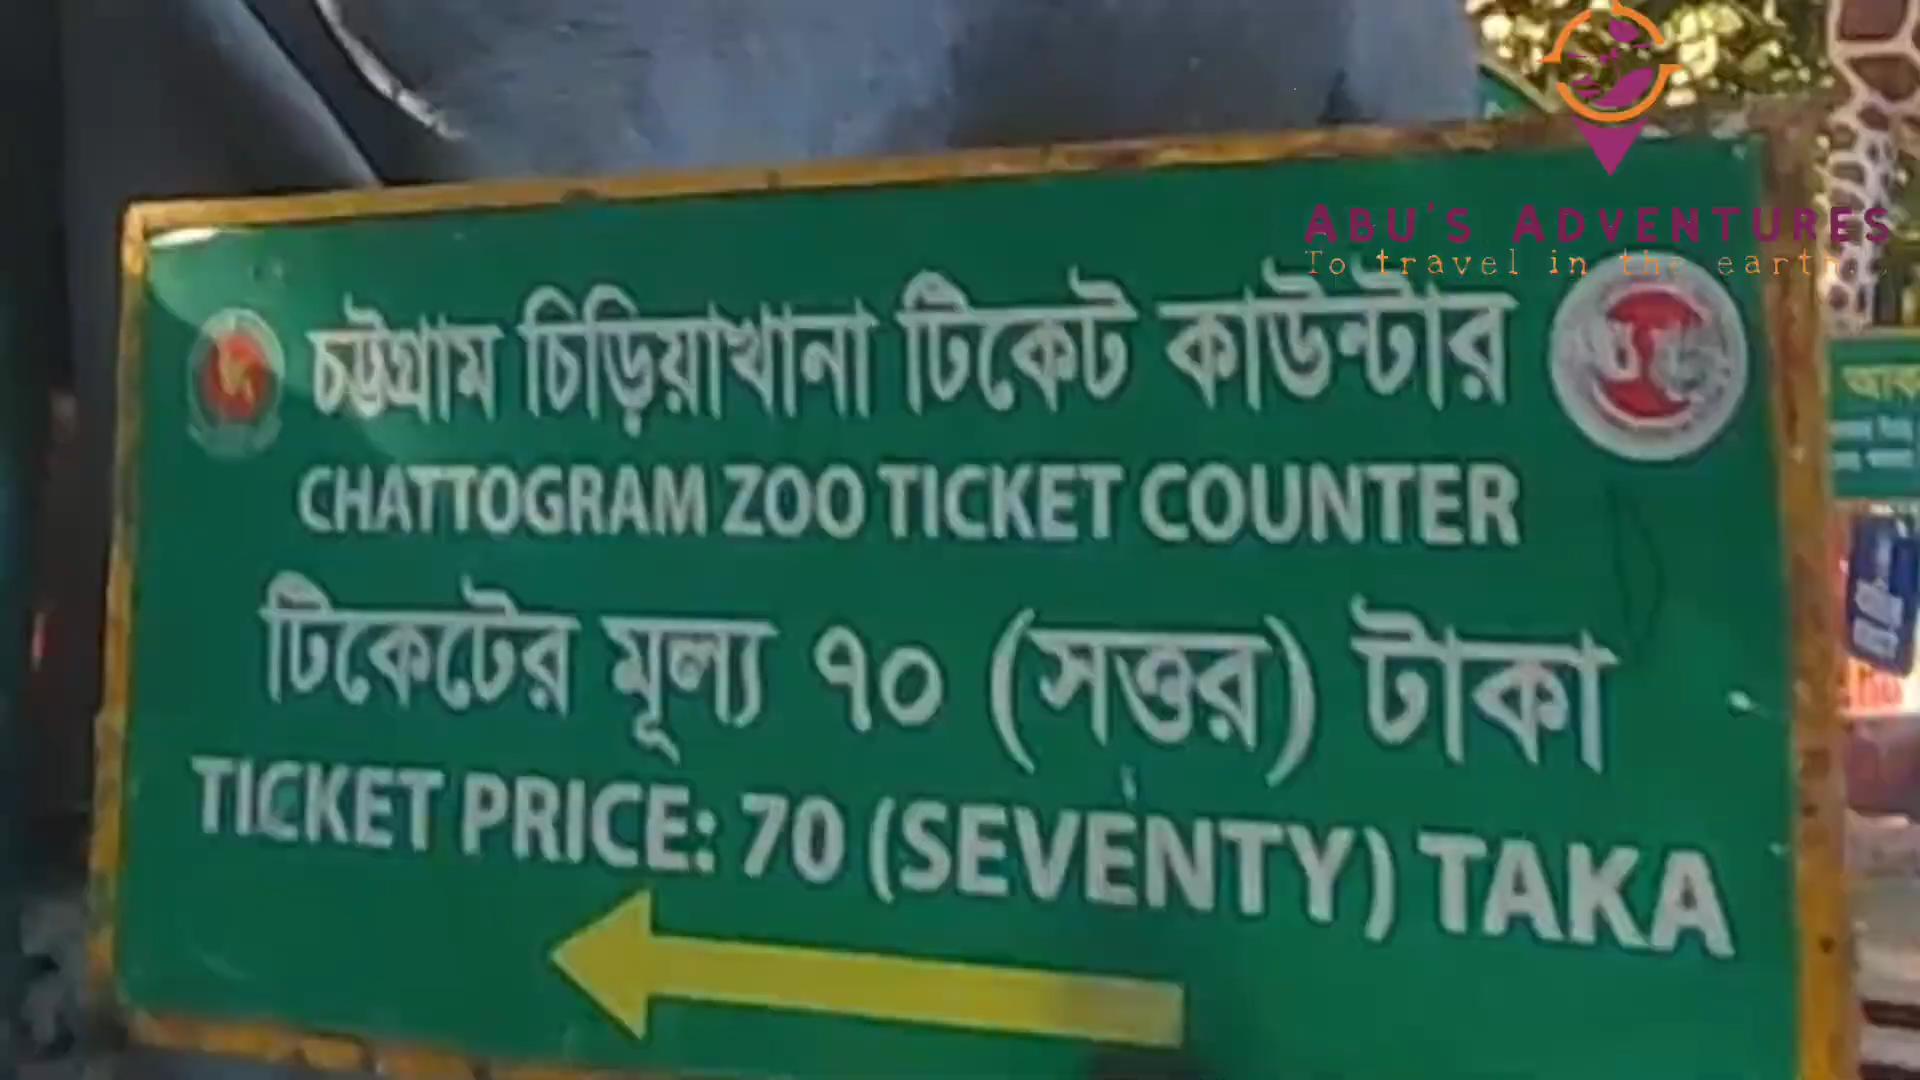 ABU'S ADVENTURES
To travel in the earth
চট্টগ্রাম চিড়িয়াখানা টিকেট কাউন্টার
CHATTOGRAM ZOO TICKET COUNTER
টিকেটের মূল্য ৭০ (সত্তর) টাকা
TICKET PRICE: 70 (SEVENTY) TAKA